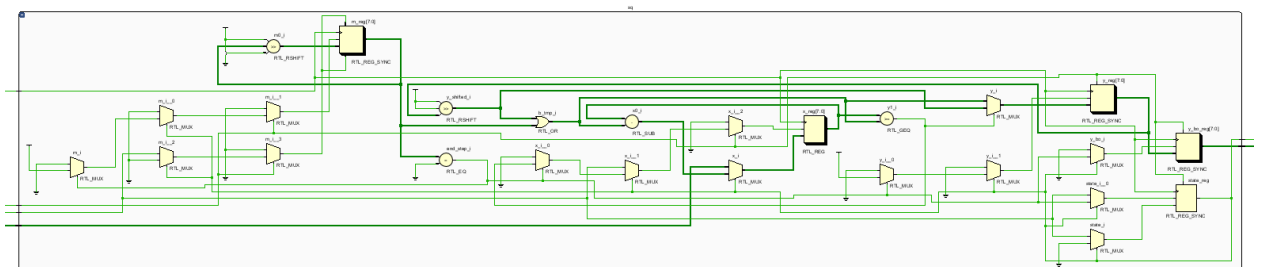 sq
m0_i
RTL_RSHIFT
m_reg[7:0]
RTL_REG_SYNC
m_i
RTL_MUX
m_i__0
RTL_MUX
m_i__2
RTL_MUX
m_i__1
RTL_MUX
m_i__3
RTL_MUX
y_shifted_i
RTL_RSHIFT
end_step_i
RTL_EQ
b_tmp_i
RTL_OR
x_i__0
RTL_MUX
x0_i
RTL_SUB
x_i__1
RTL_MUX
x_i__2
RTL_MUX
x_i
RTL_MUX
x_reg[7:0]
RTL_REG
y1_i
RTL_GEQ
y_i__0
RTL_MUX
y_i
RTL_MUX
y_i__1
RTL_MUX
y_reg[7:0]
RTL_REG_SYNC
y_bo_i
RTL_MUX
y_bo_reg[7:0]
RTL_REG_SYNC
state_i__0
RTL_MUX
state_i
RTL_MUX
state_reg
RTL_REG_SYNC